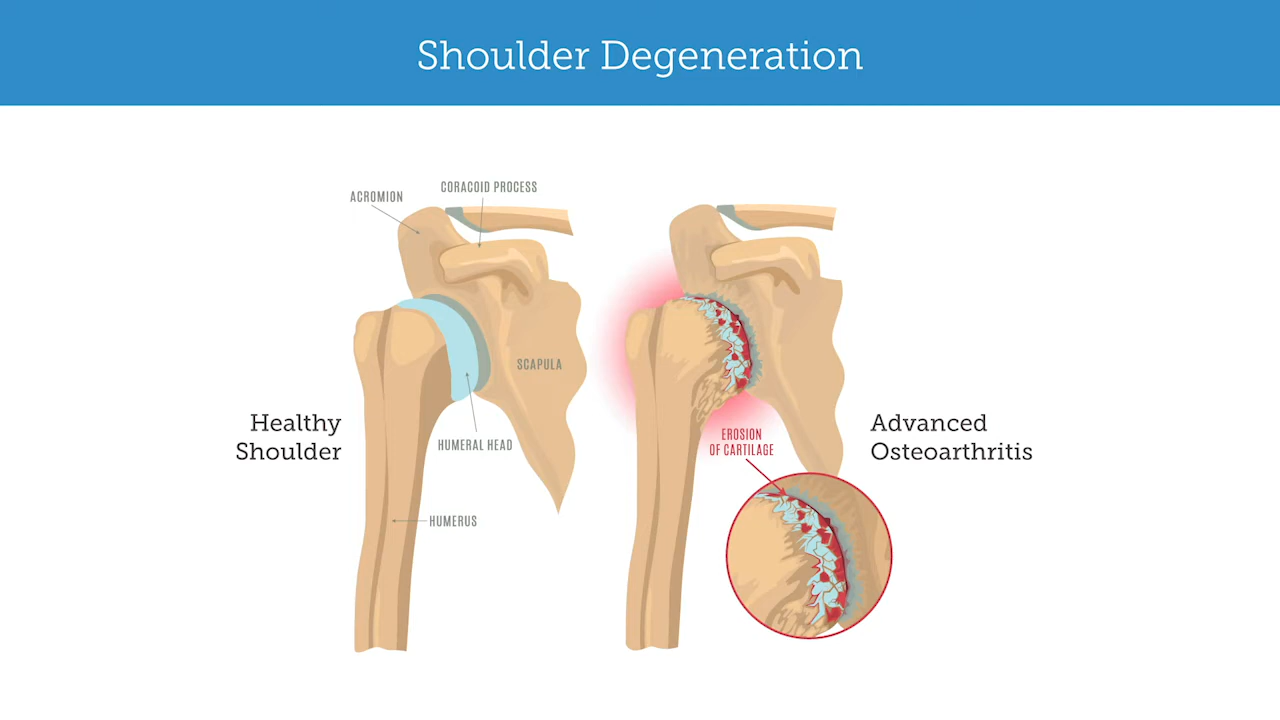 Shoulder Degeneration
ACROMION
CORACOID PROCESS
SCAPULA
Healthy
Shoulder
HUMERAL HEAD
HUMERUS
EROSION
OF CARTILAGE
Advanced
Osteoarthritis